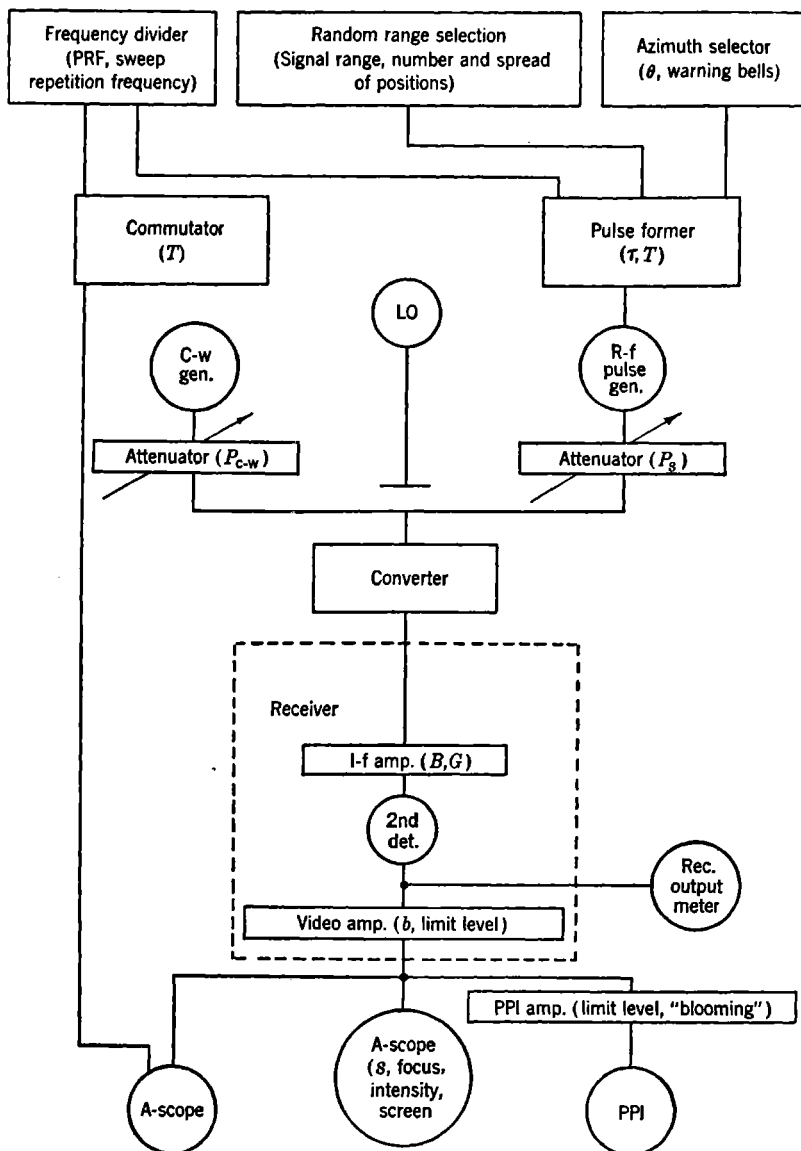 Frequency divider
(PRF, sweep
repetition frequency)
Random range selection
(Signal range, number and spread
of positions)
Azimuth selector
(θ, warning bells)
Commutator
(T)
Pulse former
(τ, T)
LO
C-w
gen.
R-f
pulse
gen.
Attenuator (P_C-W)
Attenuator (P_S)
Converter
Receiver
I-f amp. (B,G)
2nd
det.
Rec.
output
meter
Video amp. (b, limit level)
PPI amp. (limit level, “blooming”)
A-scope
(s, focus,
intensity,
screen
A-scope
PPI